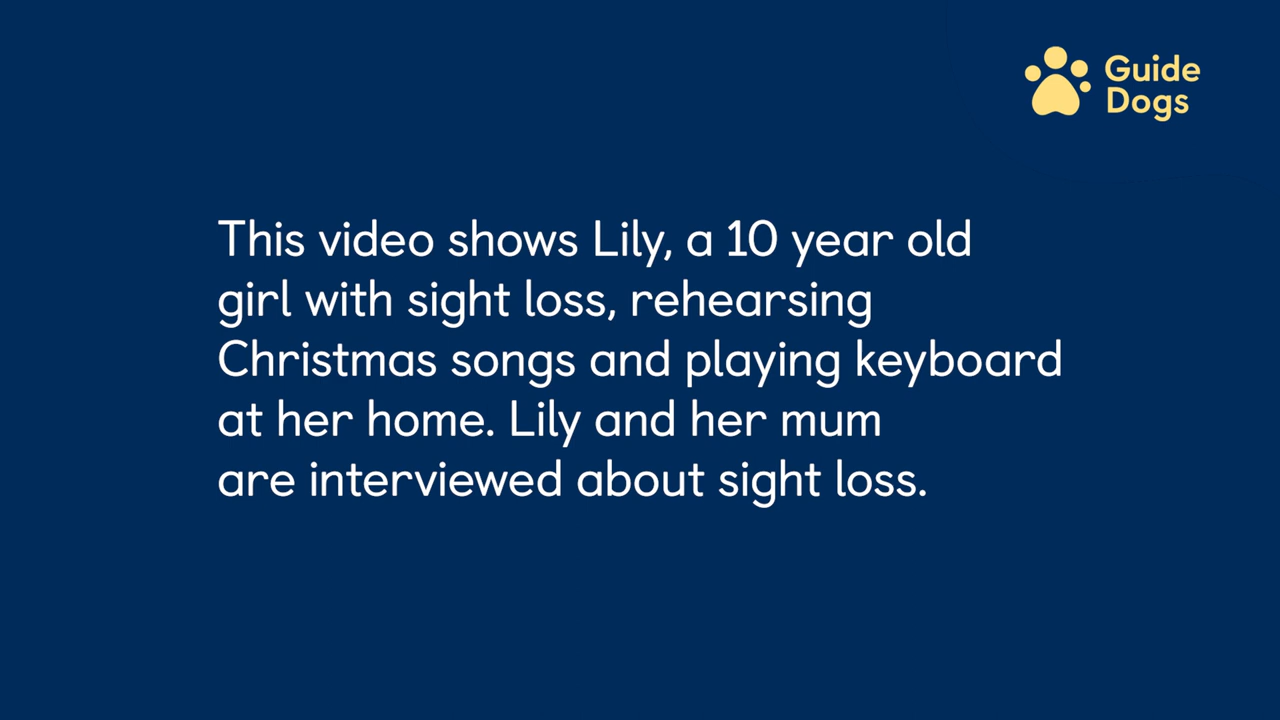 Guide
Dogs
This video shows Lily, a 10 year old
girl with sight loss, rehearsing
Christmas songs and playing keyboard
at her home. Lily and her mum
are interviewed about sight loss.